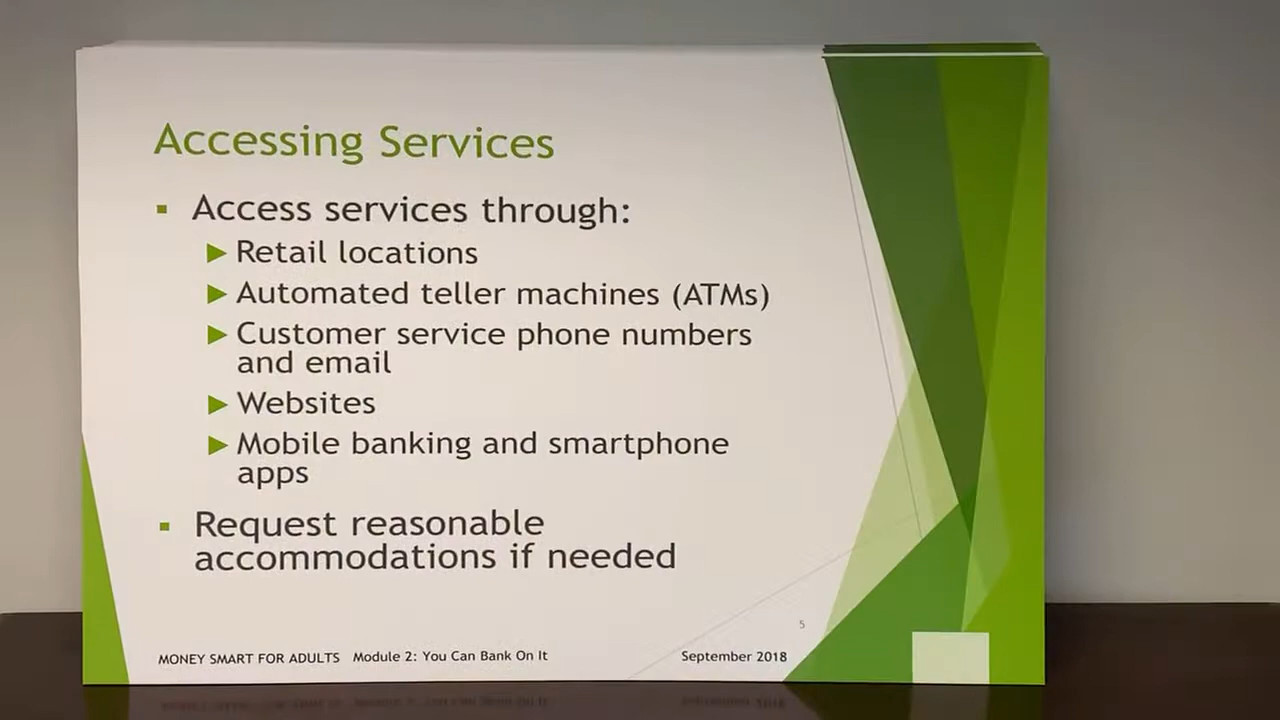 Accessing Services
Access services through:
Retail locations
Automated teller machines (ATMs)
Customer service phone numbers
and email
Websites
Mobile banking and smartphone
apps
Request reasonable
accommodations if needed
5
MONEY SMART FOR ADULTS Module 2: You Can Bank On It
September 2018